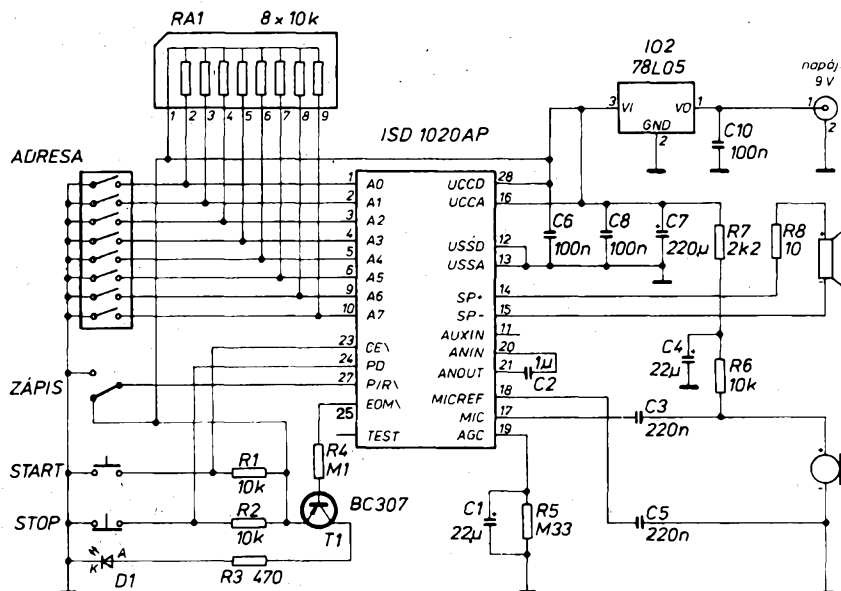 RA1 8 x 10k
1 2 3 4 5 6 7 8 9
IO2
78L05
3 VI VO 1
GND
2
napáj.
9 V
1
2
C10
100n
ADRESA
ISD 1020AP
1 A0
2 A1
3 A2
4 A3
5 A4
6 A5
9 A6
10 A7
23 CE\
24 PD
27 P/R\
EOM\
25
TEST
UCCD 28
UCCA 16
USSD 12
USSA 13
SP+ 14
SP- 15
AUXIN 11
ANIN 20
ANOUT 21
MICREF 18
MIC 17
AGC 19
C6
100n
C8
100n
C7
220µ
R7
2k2
R8
10
1µ
C2
C4
22µ
R6
10k
C3
220n
C5
220n
C1
22µ
R5
M33
ZÁPIS
START
STOP
R1
10k
R2
10k
R4
M1
BC307
T1
K A
D1
R3 470